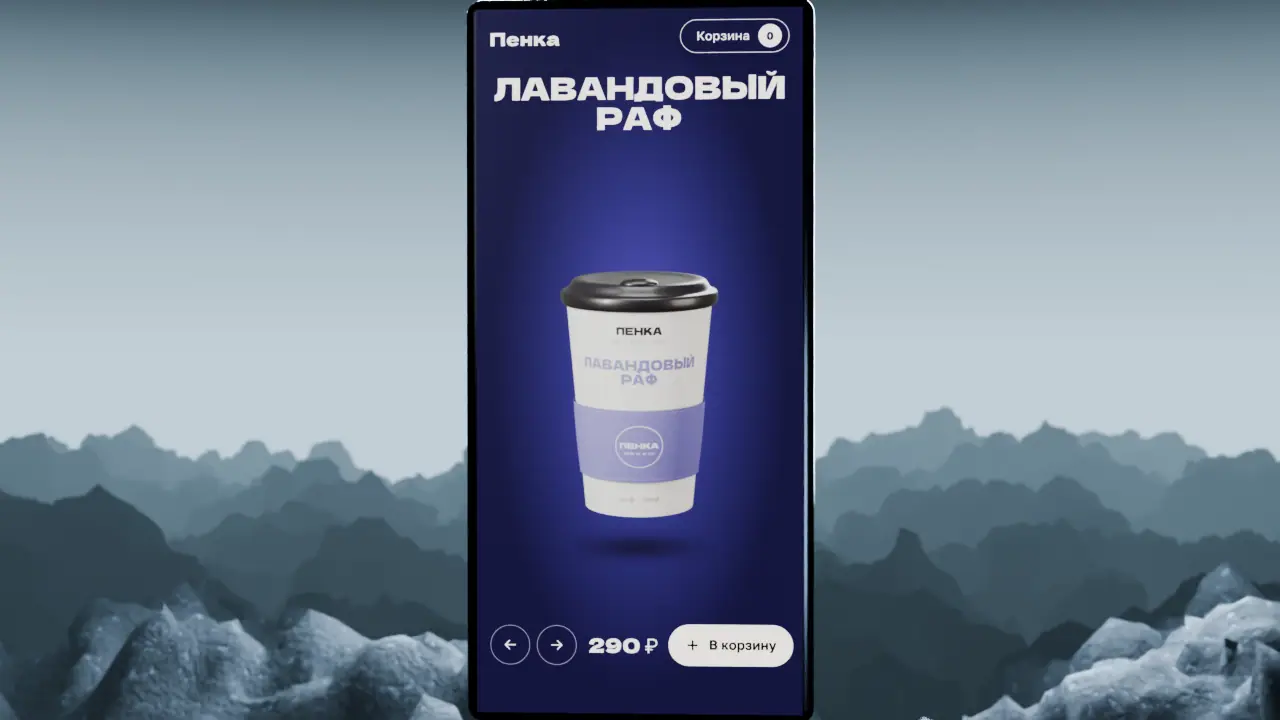 Пенка
Корзина 0
ЛАВАНДОВЫЙ
РАФ
ПЕНКА
ЛАВАНДОВЫЙ
РАФ
ПЕНКА
290 ₽
+ В корзину